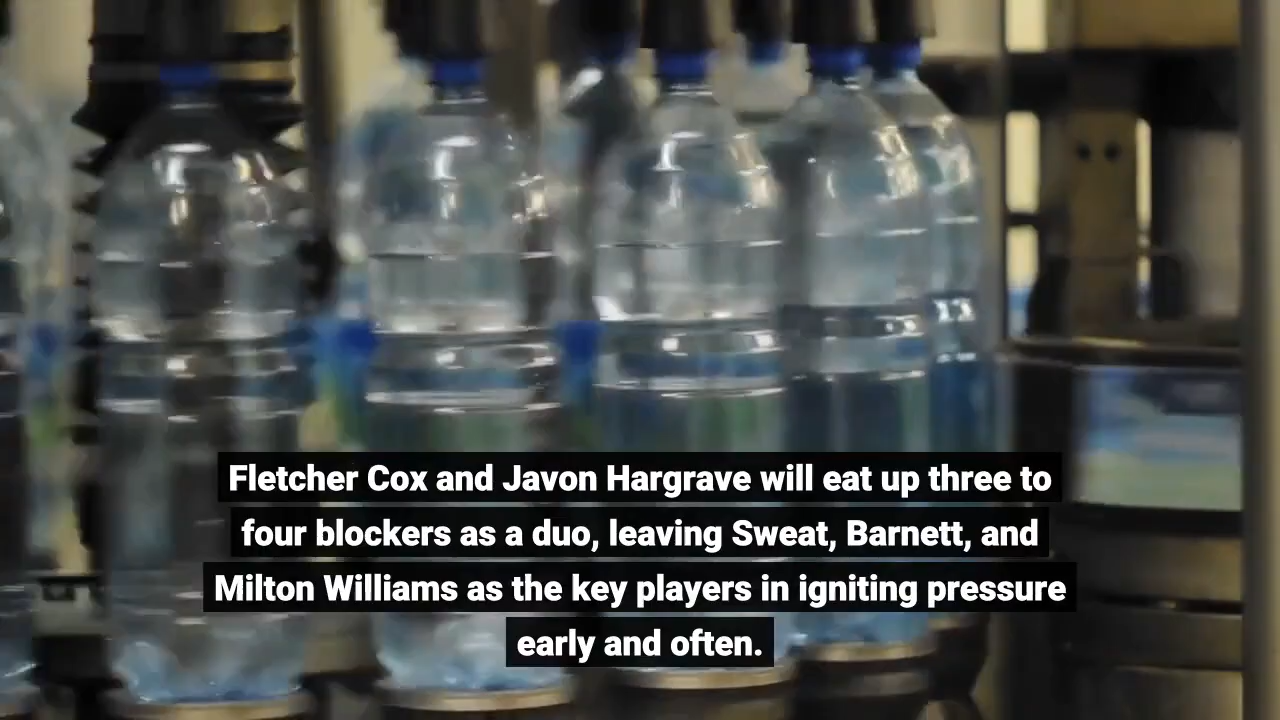 Fletcher Cox and Javon Hargrave will eat up three to
four blockers as a duo, leaving Sweat, Barnett, and
Milton Williams as the key players in igniting pressure
early and often.